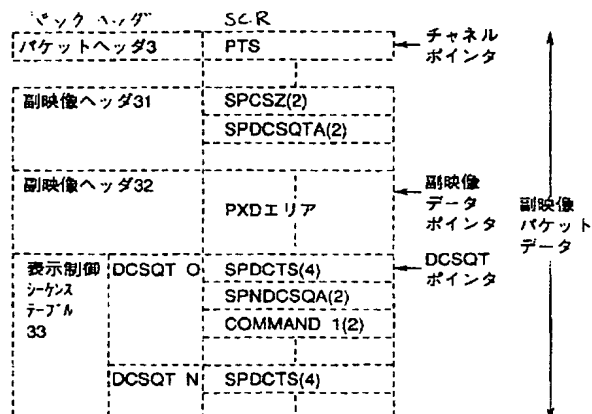 パックヘッダ SCR
パケットヘッダ3 PTS
チャネル
ポインタ
副映像ヘッダ31 SPCSZ(2)
SPDCSQTA(2)
副映像ヘッダ32
PXDエリア
副映像
データ
ポインタ
副映像
パケット
データ
表示制御
シーケンス
テーブル
33
DCSQT O SPDCTS(4)
SPNDCSQA(2)
COMMAND 1(2)
DCSQT
ポインタ
DCSQT N SPDCTS(4)